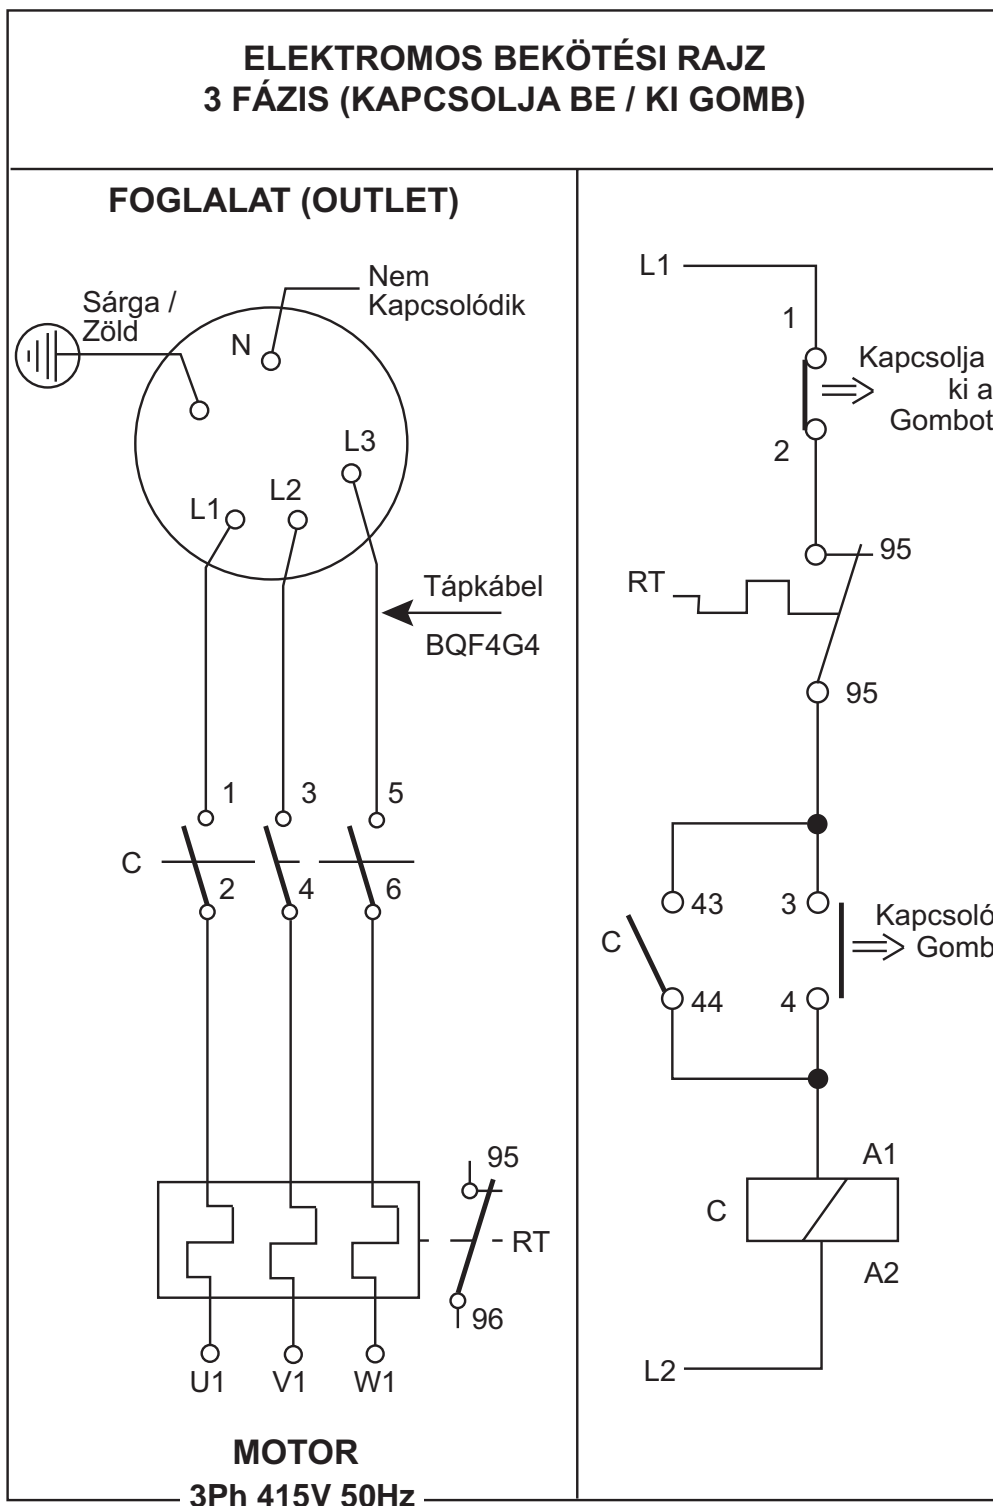 ELEKTROMOS BEKÖTÉSI RAJZ
3 FÁZIS (KAPCSOLJA BE / KI GOMB)
FOGLALAT (OUTLET)
Nem
Kapcsolódik
Sárga /
Zöld
N
L3
L2
L1
Tápkábel
BQF4G4
1
3
5
C
2
4
6
95
RT
96
U1
V1
W1
MOTOR
3Ph 415V 50Hz
L1
1
Kapcsolja
ki a
Gombot
2
95
RT
95
43
3
Kapcsoló
C
Gomb
44
4
A1
C
A2
L2